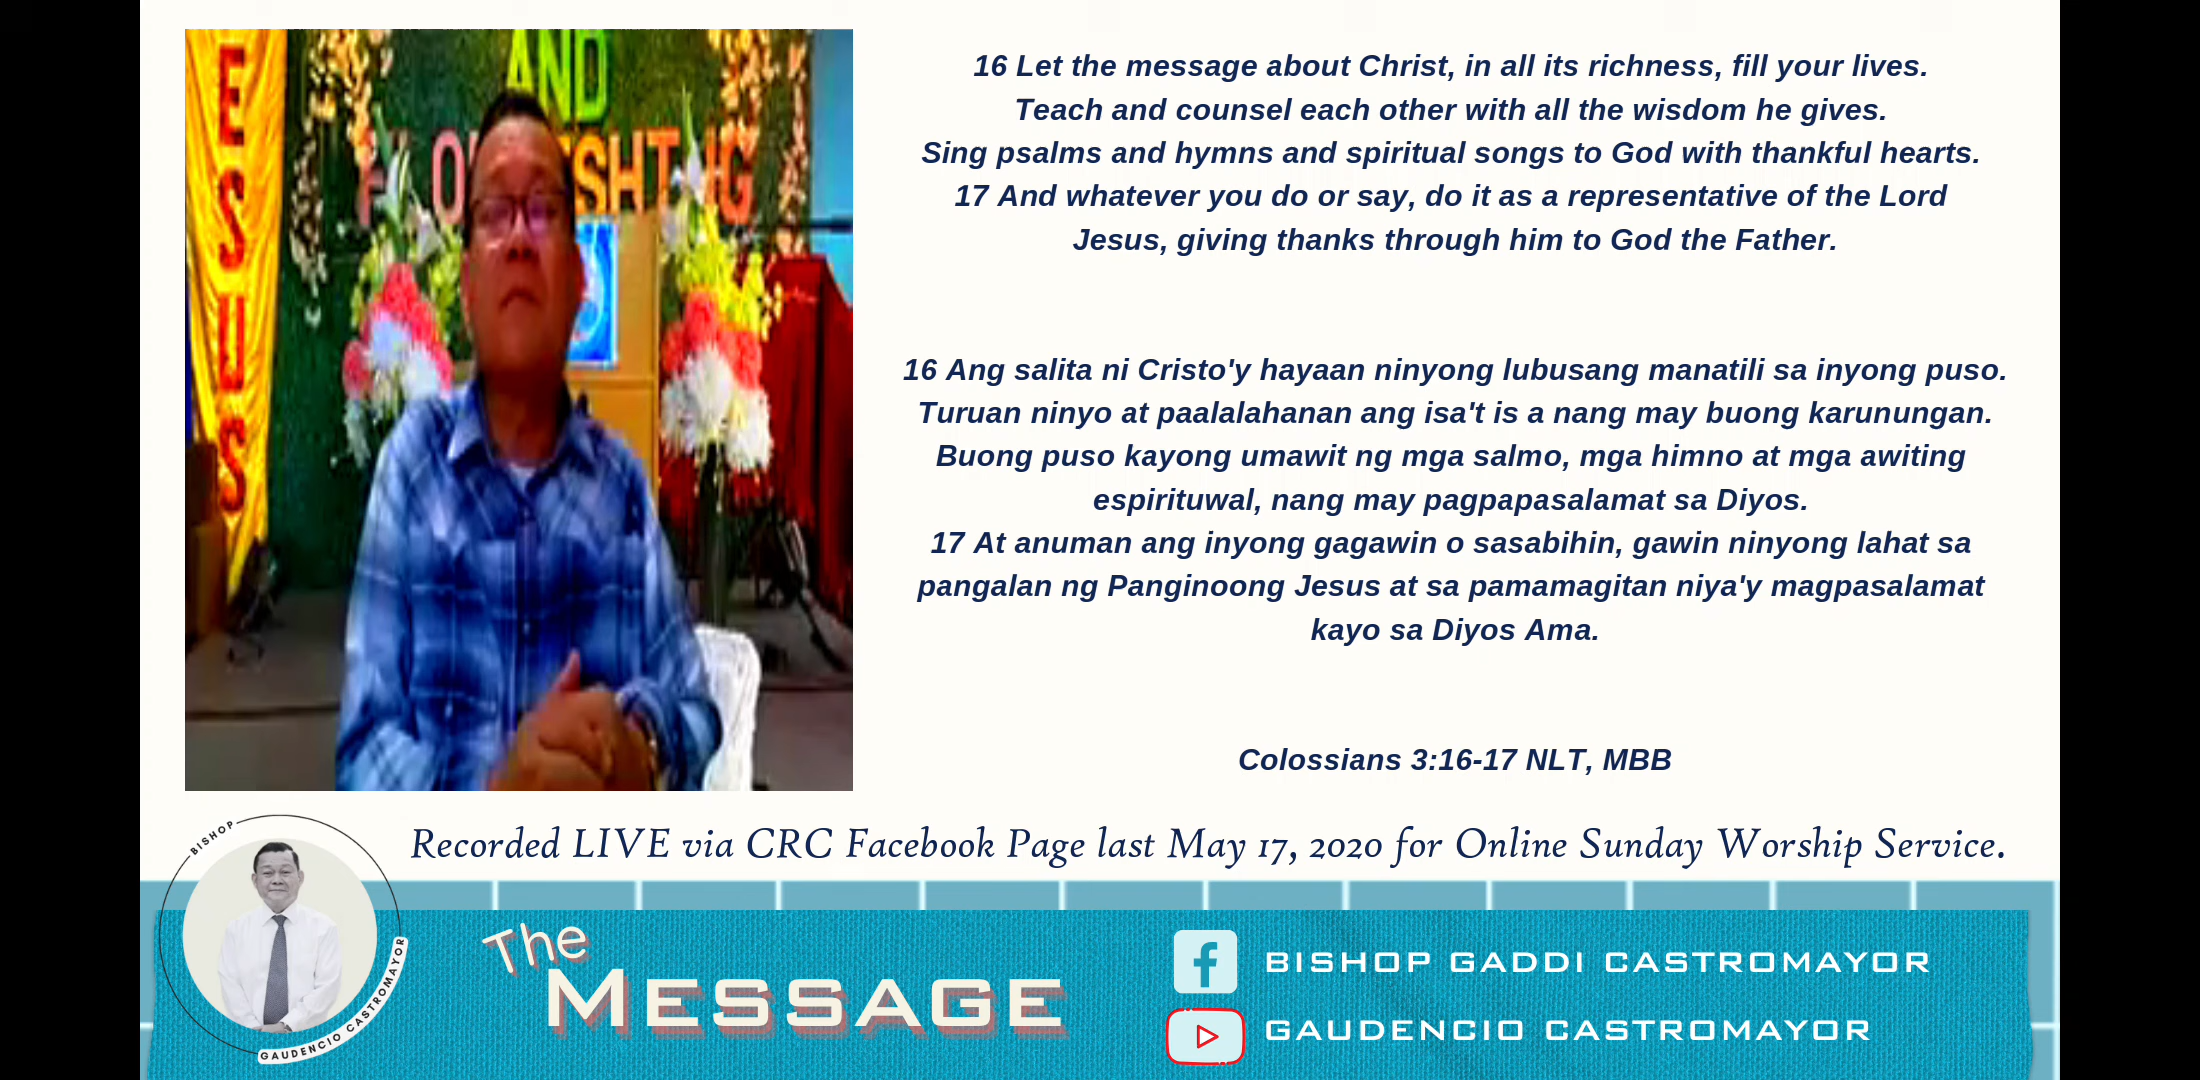 ESUS
AND
16 Let the message about Christ, in all its richness, fill your lives.
Teach and counsel each other with all the wisdom he gives.
Sing psalms and hymns and spiritual songs to God with thankful hearts.
17 And whatever you do or say, do it as a representative of the Lord
Jesus, giving thanks through him to God the Father.
16 Ang salita ni Cristo'y hayaan ninyong lubusang manatili sa inyong puso.
Turuan ninyo at paalalahanan ang isa't is a nang may buong karunungan.
Buong puso kayong umawit ng mga salmo, mga himno at mga awiting
espirituwal, nang may pagpapasalamat sa Diyos.
17 At anuman ang inyong gagawin o sasabihin, gawin ninyong lahat sa
pangalan ng Panginoong Jesus at sa pamamagitan niya'y magpasalamat
kayo sa Diyos Ama.
Colossians 3:16-17 NLT, MBB
Recorded LIVE via CRC Facebook Page last May 17, 2020 for Online Sunday Worship Service.
BISHOP
GAUDENCIO CASTROMAYOR
The
MESSAGE
BISHOP GADDI CASTROMAYOR
GAUDENCIO CASTROMAYOR